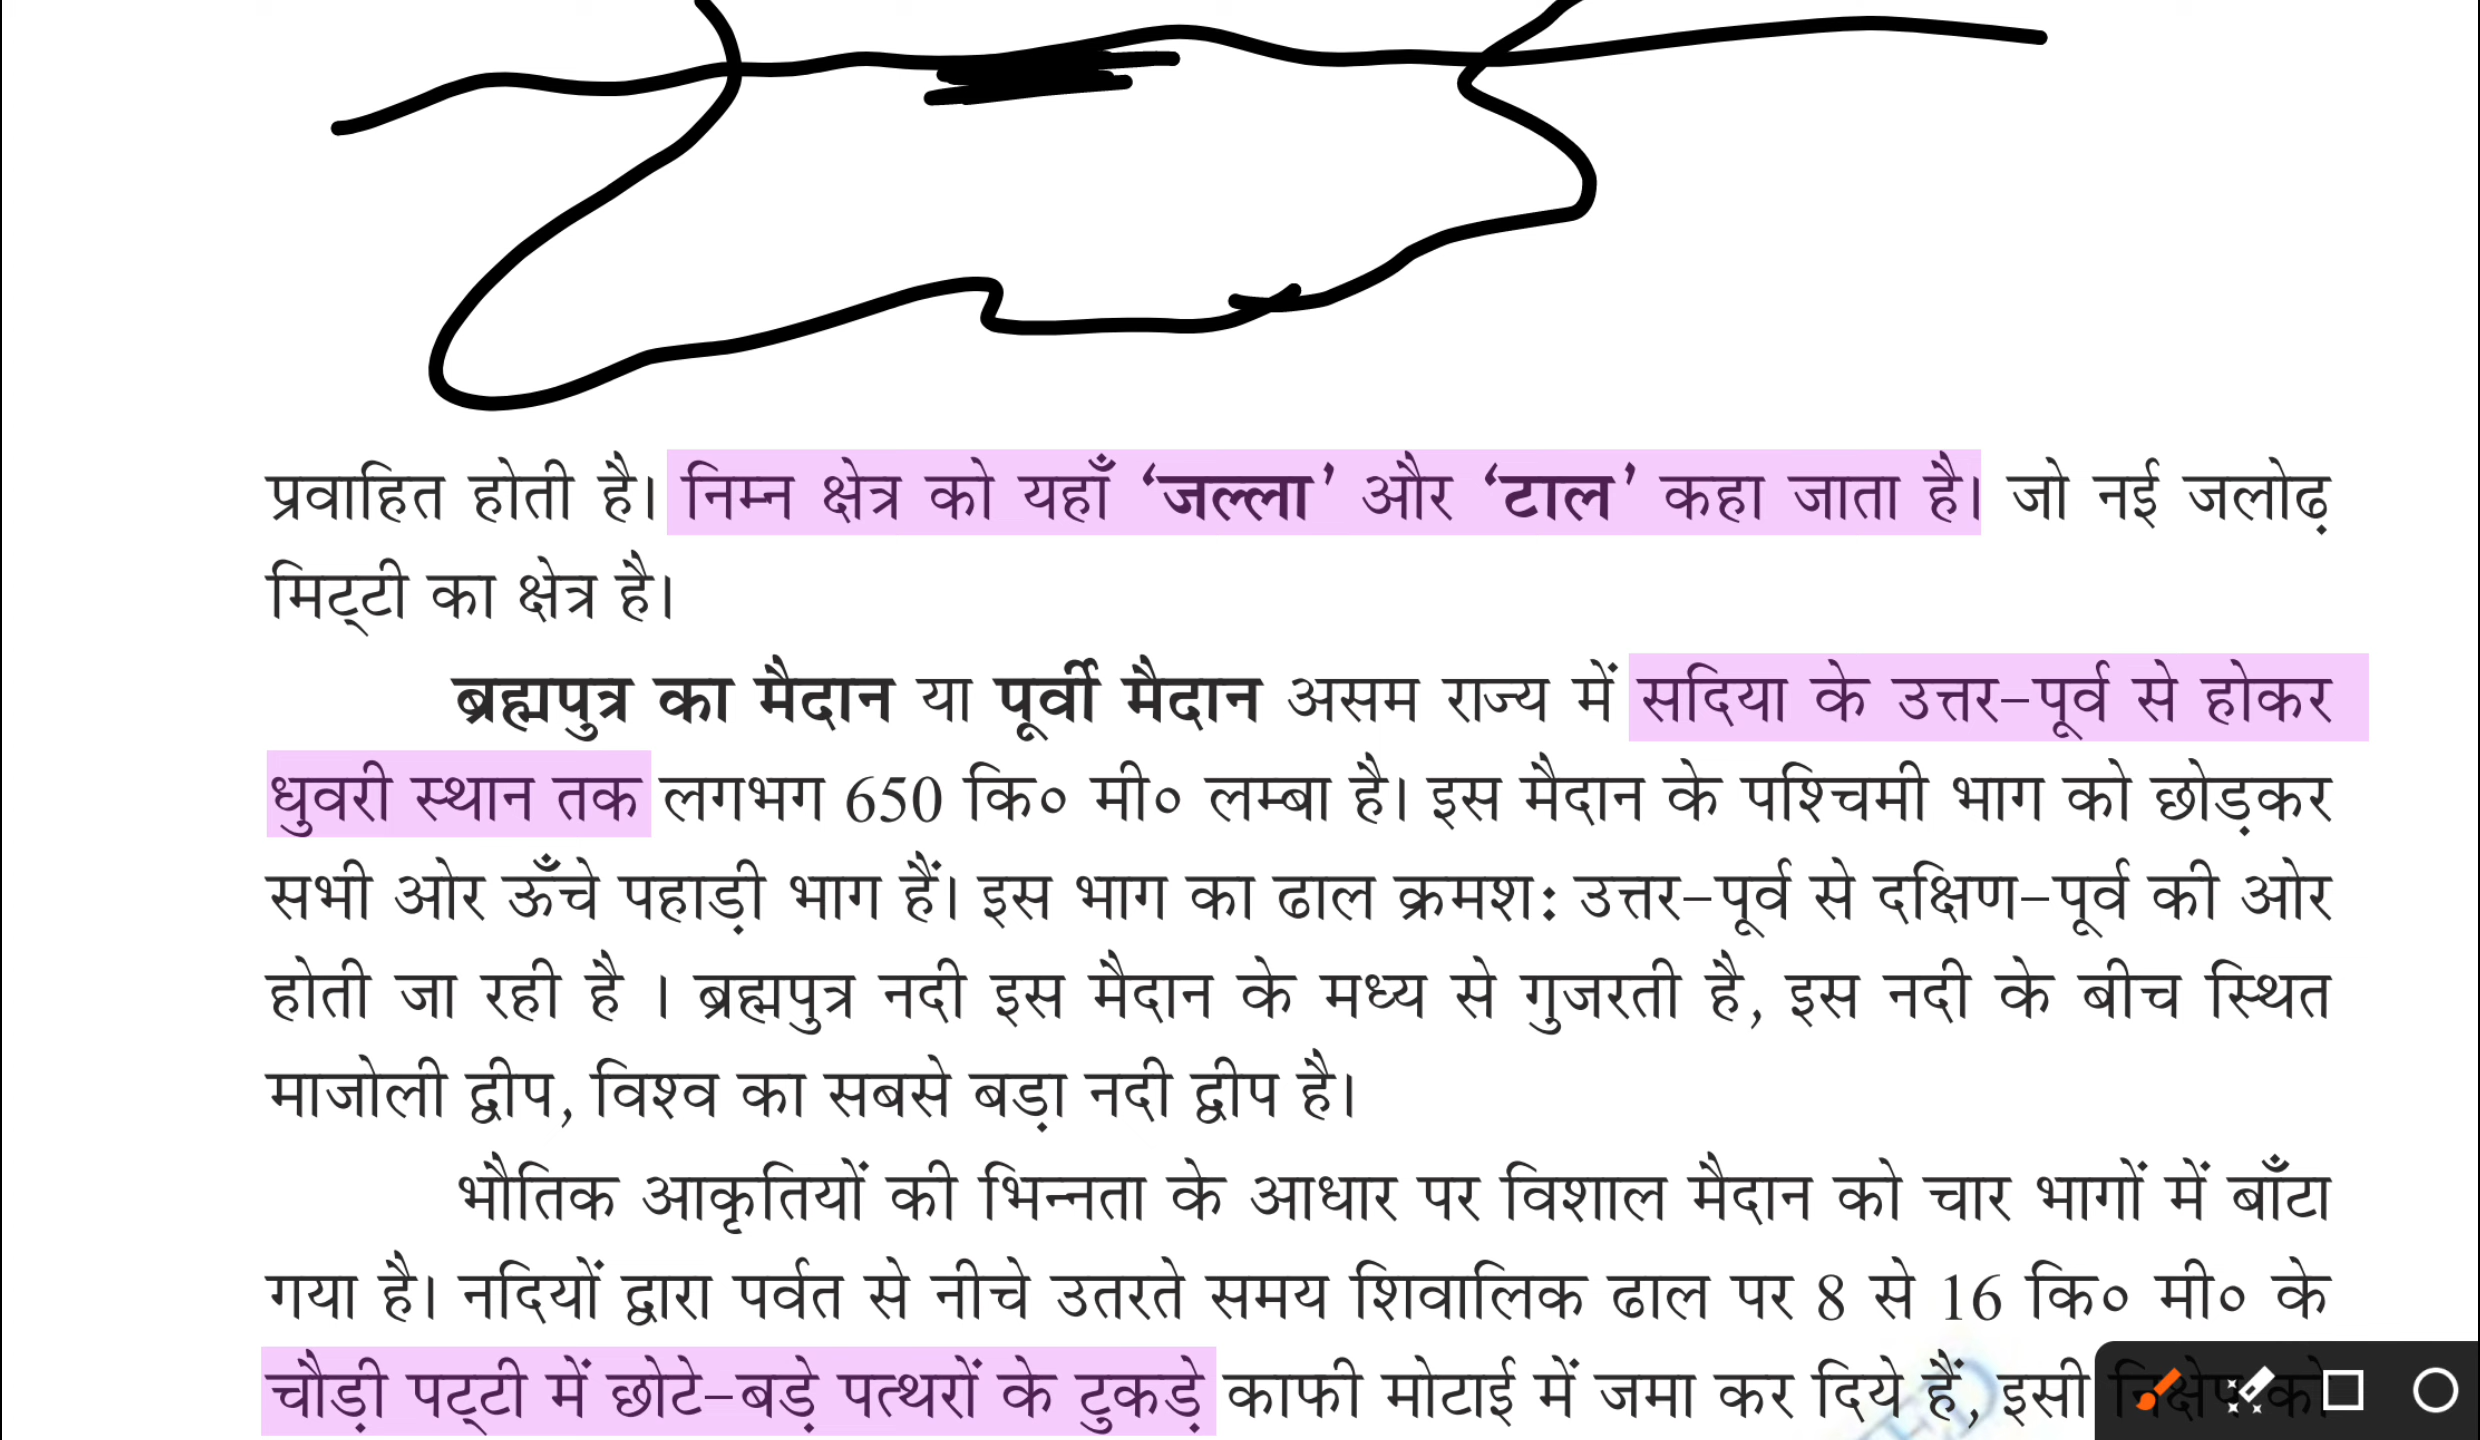 प्रवाहित होती है। निम्न क्षेत्र को यहाँ ‘जल्ला’ और ‘टाल’ कहा जाता है। जो नई जलोढ़
मिट्टी का क्षेत्र है।
ब्रह्मपुत्र का मैदान या पूर्वी मैदान असम राज्य में सदिया के उत्तर-पूर्व से होकर
धुवरी स्थान तक लगभग 650 कि० मी० लम्बा है। इस मैदान के पश्चिमी भाग को छोड़कर
सभी ओर ऊँचे पहाड़ी भाग हैं। इस भाग का ढाल क्रमशः उत्तर-पूर्व से दक्षिण-पूर्व की ओर
होती जा रही है । ब्रह्मपुत्र नदी इस मैदान के मध्य से गुजरती है, इस नदी के बीच स्थित
माजोली द्वीप, विश्व का सबसे बड़ा नदी द्वीप है।
भौतिक आकृतियों की भिन्नता के आधार पर विशाल मैदान को चार भागों में बाँटा
गया है। नदियों द्वारा पर्वत से नीचे उतरते समय शिवालिक ढाल पर 8 से 16 कि० मी० के
चौड़ी पट्टी में छोटे-बड़े पत्थरों के टुकड़े काफी मोटाई में जमा कर दिये हैं, इसी निक्षेप को